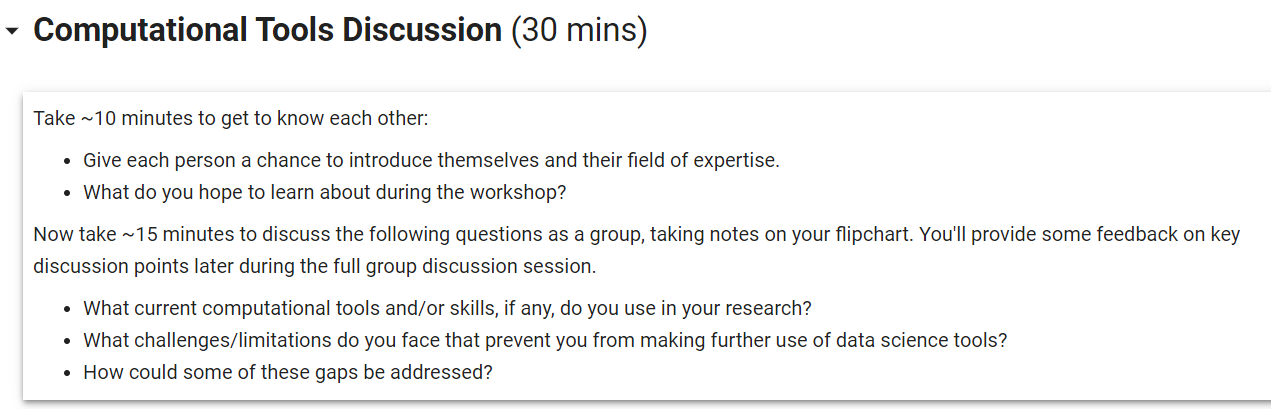 Computational Tools Discussion (30 mins)
Take ~10 minutes to get to know each other:
• Give each person a chance to introduce themselves and their field of expertise.
• What do you hope to learn about during the workshop?
Now take ~15 minutes to discuss the following questions as a group, taking notes on your flipchart. You'll provide some feedback on key
discussion points later during the full group discussion session.
• What current computational tools and/or skills, if any, do you use in your research?
• What challenges/limitations do you face that prevent you from making further use of data science tools?
• How could some of these gaps be addressed?